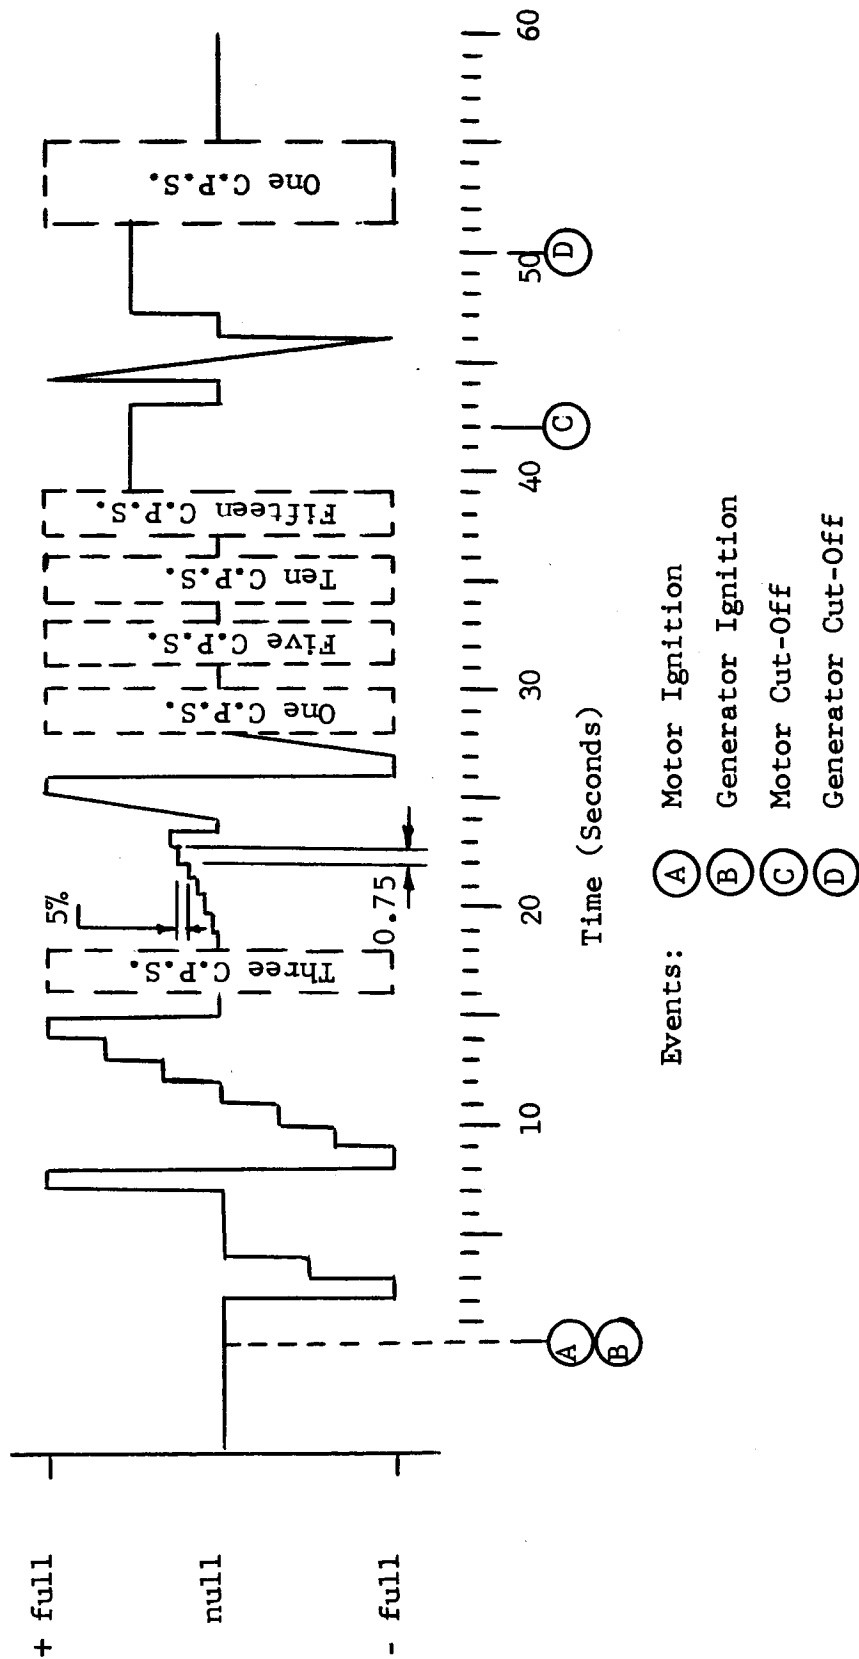 + full
null
- full
Three C.P.S.
5%
0.75
One C.P.S.
Five C.P.S.
Ten C.P.S.
Fifteen C.P.S.
One C.P.S.
10
20
30
40
50
60
A
B
C
D
Time (Seconds)
Events:
A Motor Ignition
B Generator Ignition
C Motor Cut-Off
D Generator Cut-Off